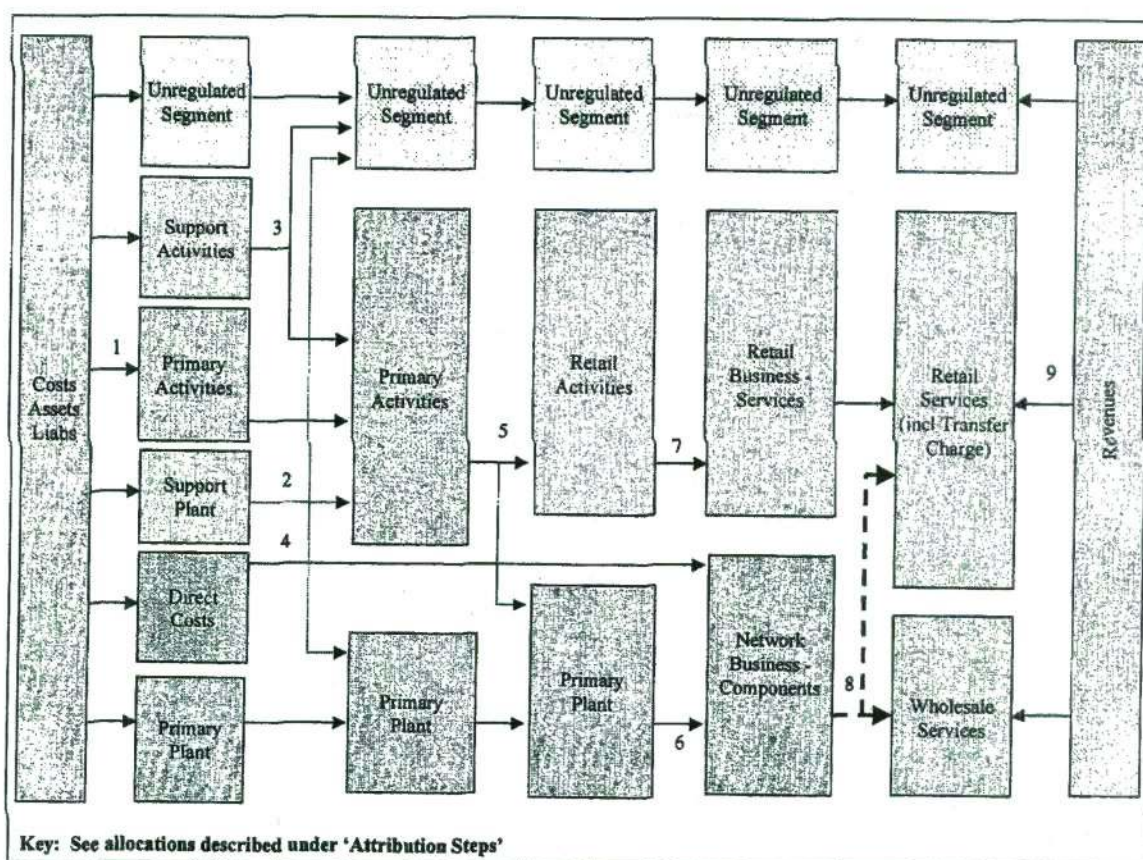 Costs
Assets
Liabs
1
Unregulated
Segment
Support
Activities
Primary
Activities
Support
Plant
Direct
Costs
Primary
Plant
3
2
4
Unregulated
Segment
Primary
Activities
Primary
Plant
5
Unregulated
Segment
Retail
Activities
Primary
Plant
7
6
Unregulated
Segment
Retail
Business -
Services
Network
Business -
Components
8
Unregulated
Segment
Retail
Services
(incl Transfer
Charge)
Wholesale
Services
9
Revenues
Key: See allocations described under 'Attribution Steps'